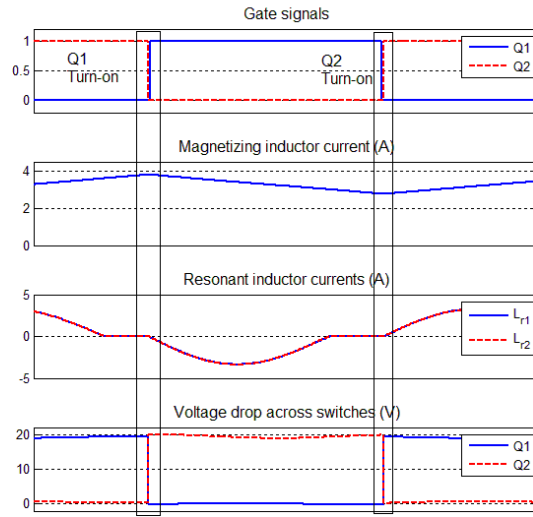 Gate signals
1
0.5
0
Q1
Turn-on
Q2
Turn-on
Q1
Q2
Magnetizing inductor current (A)
4
2
0
Resonant inductor currents (A)
5
0
-5
Lr1
Lr2
Voltage drop across switches (V)
20
10
0
Q1
Q2